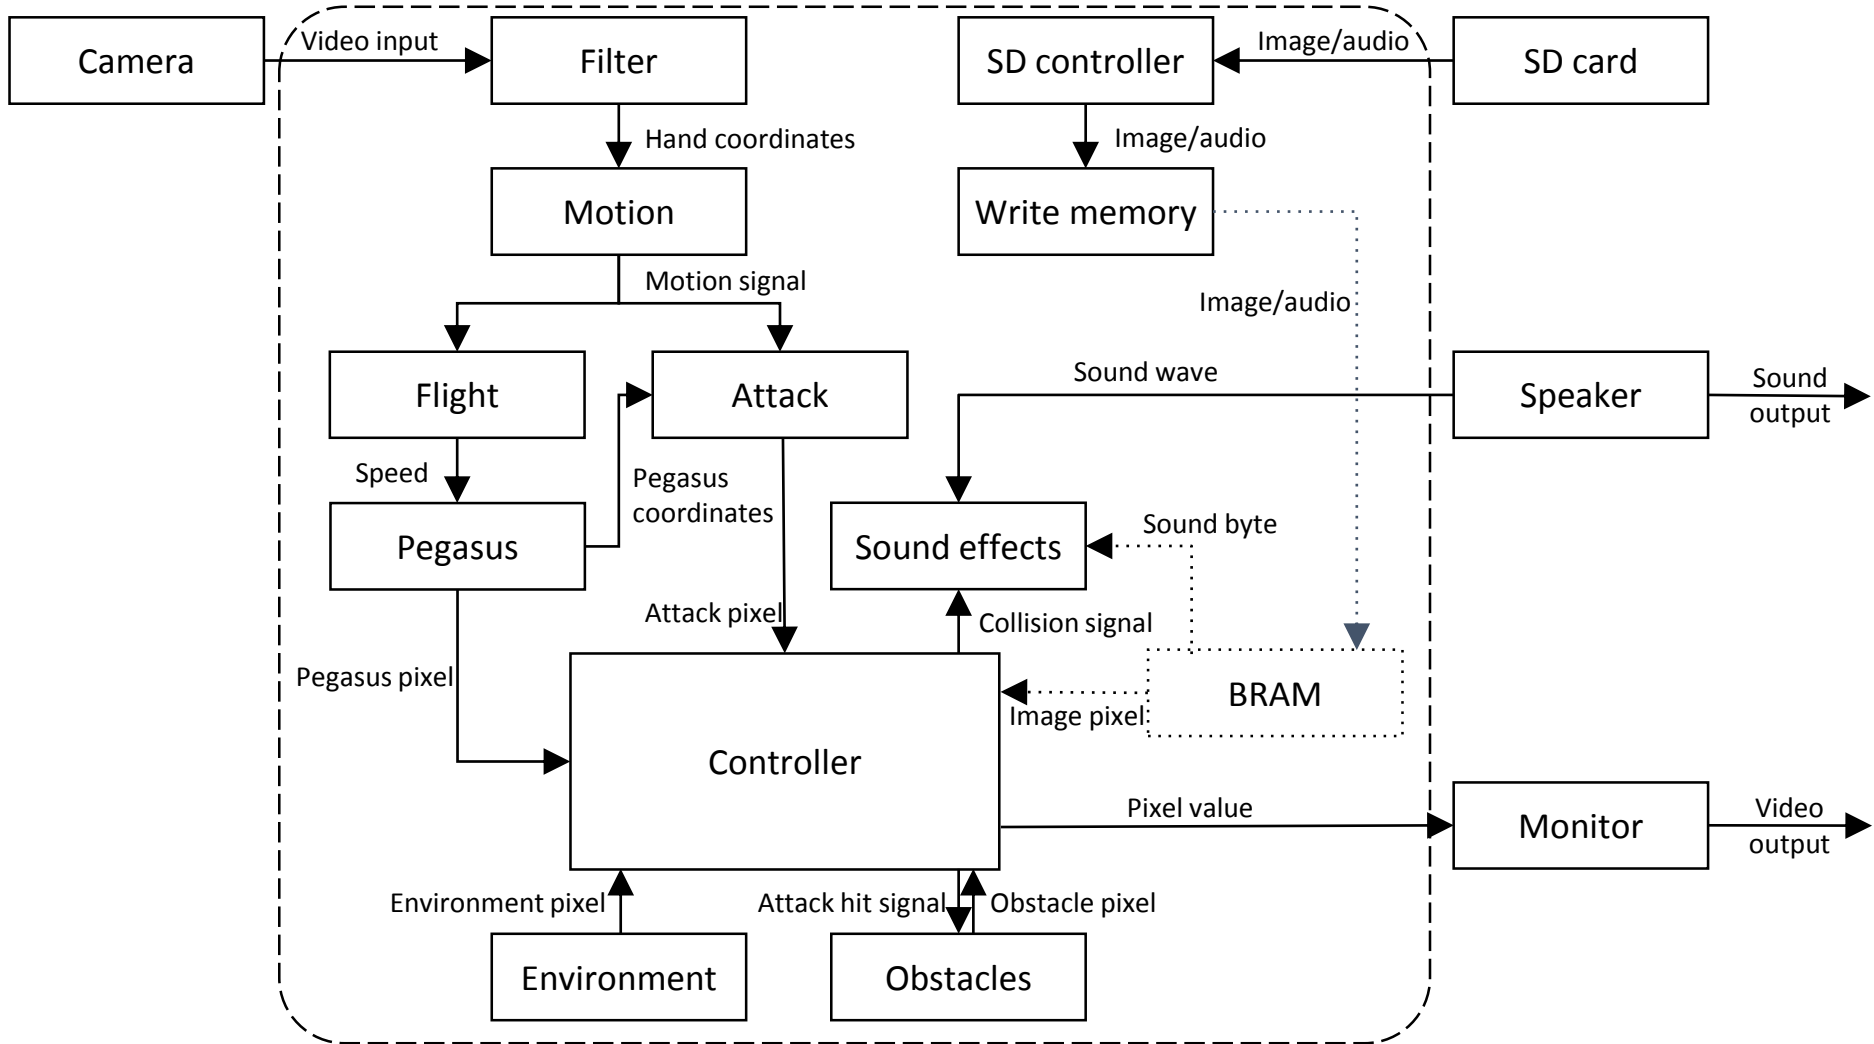 Camera
Video input
Filter
SD controller
Image/audio
SD card
Hand coordinates
Image/audio
Motion
Write memory
Motion signal
Image/audio
Flight
Attack
Sound wave
Speaker
Sound
output
Speed
Pegasus
coordinates
Pegasus
Sound effects
Sound byte
Attack pixel
Collision signal
Pegasus pixel
BRAM
Image pixel
Controller
Pixel value
Monitor
Video
output
Environment pixel
Attack hit signal
Obstacle pixel
Environment
Obstacles